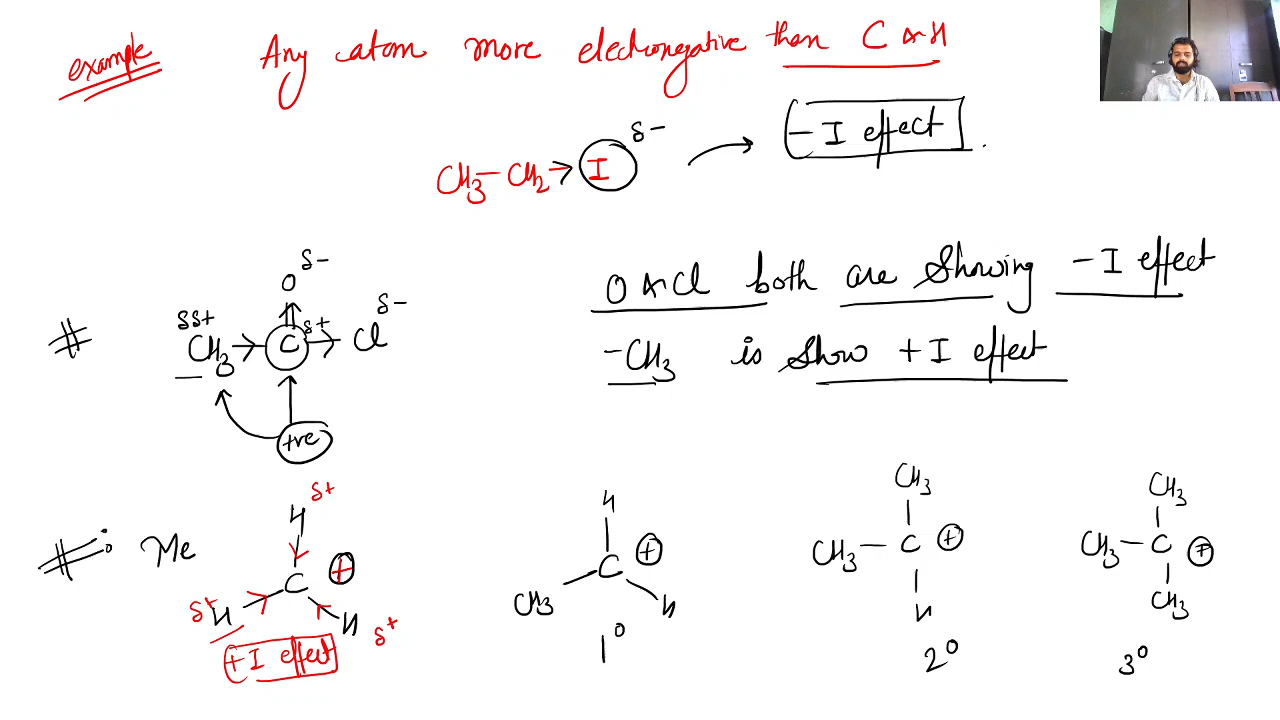 example Any atom more electronegative than C & H
CH3 - CH2 → I δ- → - I effect
O δ-
δδ+ CH3 → C δ+ → Cl δ-
+ve
O & Cl both are showing - I effect
- CH3 is show + I effect
# : Me
H δ+
δ+ H C + H δ+
+ I effect
H
CH3 C + H
1°
CH3
CH3 - C +
H
2°
CH3
CH3 - C +
CH3
3°